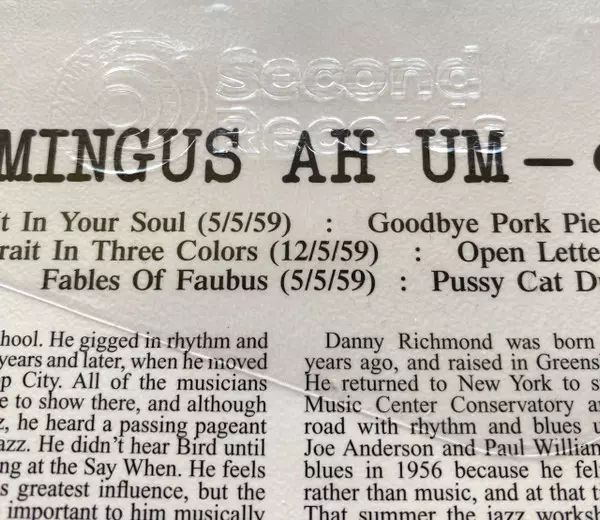 Second
Records
MINGUS AH UM –
It In Your Soul (5/5/59) : Goodbye Pork Pie
rait In Three Colors (12/5/59) : Open Lette
Fables Of Faubus (5/5/59) : Pussy Cat Du
hool. He gigged in rhythm and
years and later, when he moved
op City. All of the musicians
e to show there, and although
z, he heard a passing pageant
azz. He didn't hear Bird until
ng at the Say When. He feels
s greatest influence, but the
important to him musically
Danny Richmond was born
years ago, and raised in Greens
He returned to New York to s
Music Center Conservatory a
road with rhythm and blues u
Joe Anderson and Paul William
blues in 1956 because he fel
rather than music, and at that t
That summer the jazz worksh